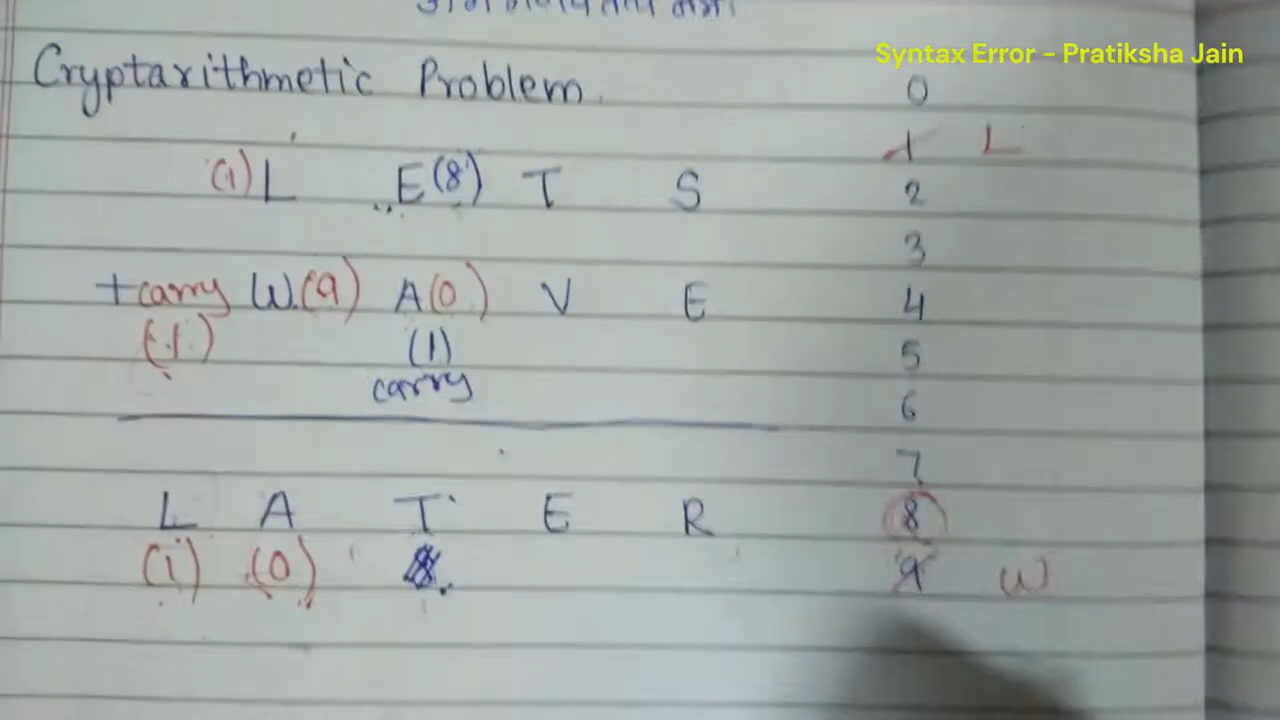 Syntax Error - Pratiksha Jain
Cryptarithmetic Problem.
0
1 L
(1) L E(8) T S
2
3
+carry W(9) A(0) V E
4
(1) (1)
5
carry
6
7
L A T E R
8
(1) (0) 8
9 W